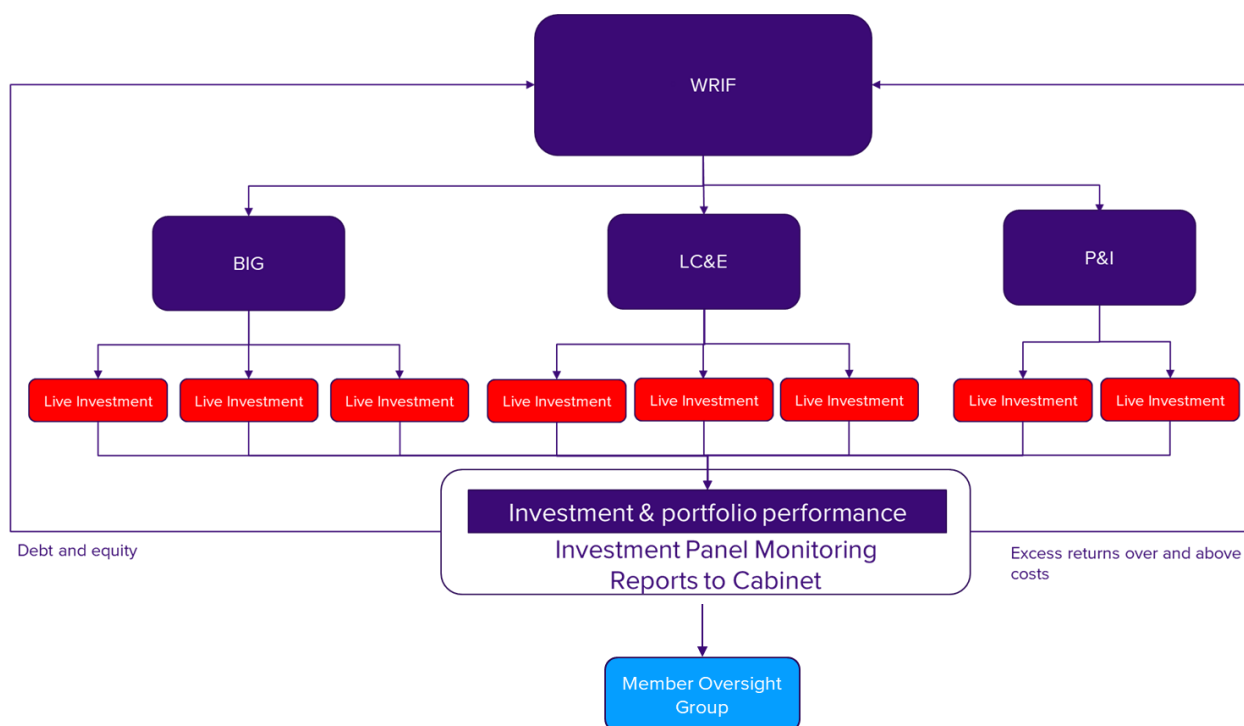 WRIF
BIG
LC&E
P&I
Live Investment
Live Investment
Live Investment
Live Investment
Live Investment
Live Investment
Live Investment
Live Investment
Investment & portfolio performance
Investment Panel Monitoring
Reports to Cabinet
Debt and equity
Excess returns over and above
costs
Member Oversight
Group